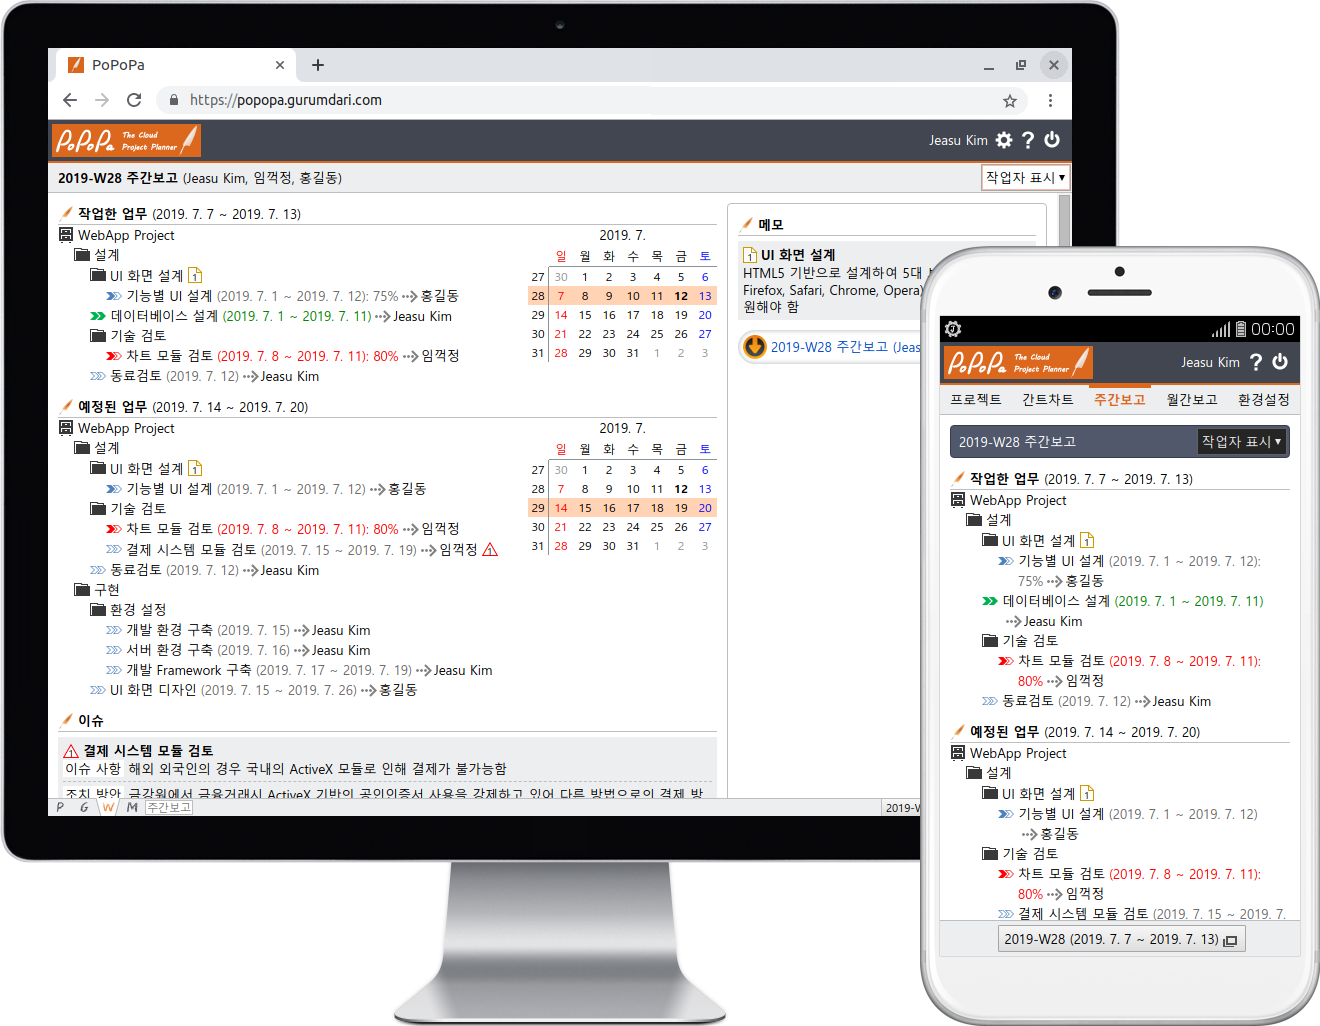 PoPoPa
https://popopa.gurumdari.com
PoPoPa The Cloud Project Planner
Jeasu Kim ?
2019-W28 주간보고 (Jeasu Kim, 임꺽정, 홍길동)
작업자 표시
작업한 업무 (2019. 7. 7 ~ 2019. 7. 13)
WebApp Project
설계
UI 화면 설계 1
기능별 UI 설계 (2019. 7. 1 ~ 2019. 7. 12): 75% 홍길동
데이터베이스 설계 (2019. 7. 1 ~ 2019. 7. 11) Jeasu Kim
기술 검토
차트 모듈 검토 (2019. 7. 8 ~ 2019. 7. 11): 80% 임꺽정
동료검토 (2019. 7. 12) Jeasu Kim
2019. 7.
일 월 화 수 목 금 토
27 30 1 2 3 4 5 6
28 7 8 9 10 11 12 13
29 14 15 16 17 18 19 20
30 21 22 23 24 25 26 27
31 28 29 30 31 1 2 3
예정된 업무 (2019. 7. 14 ~ 2019. 7. 20)
WebApp Project
설계
UI 화면 설계 1
기능별 UI 설계 (2019. 7. 1 ~ 2019. 7. 12) 홍길동
기술 검토
차트 모듈 검토 (2019. 7. 8 ~ 2019. 7. 11): 80% 임꺽정
결제 시스템 모듈 검토 (2019. 7. 15 ~ 2019. 7. 19) 임꺽정 1
동료검토 (2019. 7. 12) Jeasu Kim
구현
환경 설정
개발 환경 구축 (2019. 7. 15) Jeasu Kim
서버 환경 구축 (2019. 7. 16) Jeasu Kim
개발 Framework 구축 (2019. 7. 17 ~ 2019. 7. 19) Jeasu Kim
UI 화면 디자인 (2019. 7. 15 ~ 2019. 7. 26) 홍길동
2019. 7.
일 월 화 수 목 금 토
27 30 1 2 3 4 5 6
28 7 8 9 10 11 12 13
29 14 15 16 17 18 19 20
30 21 22 23 24 25 26 27
31 28 29 30 31 1 2 3
이슈
1 결제 시스템 모듈 검토
이슈 사항 해외 외국인의 경우 국내의 ActiveX 모듈로 인해 결제가 불가능함
조치 방안 금감원에서 금융거래시 ActiveX 기반의 공인인증서 사용을 강제하고 있어 다른 방법으로의 결제 방
P G W M 주간보고
2019-W
메모
1 UI 화면 설계
HTML5 기반으로 설계하여 5대
Firefox, Safari, Chrome, Opera)
원해야 함
2019-W28 주간보고 (Jeas
00:00
PoPoPa The Cloud Project Planner
Jeasu Kim ?
프로젝트 간트차트 주간보고 월간보고 환경설정
2019-W28 주간보고 작업자 표시
작업한 업무 (2019. 7. 7 ~ 2019. 7. 13)
WebApp Project
설계
UI 화면 설계 1
기능별 UI 설계 (2019. 7. 1 ~ 2019. 7. 12):
75% 홍길동
데이터베이스 설계 (2019. 7. 1 ~ 2019. 7. 11)
Jeasu Kim
기술 검토
차트 모듈 검토 (2019. 7. 8 ~ 2019. 7. 11):
80% 임꺽정
동료검토 (2019. 7. 12) Jeasu Kim
예정된 업무 (2019. 7. 14 ~ 2019. 7. 20)
WebApp Project
설계
UI 화면 설계 1
기능별 UI 설계 (2019. 7. 1 ~ 2019. 7. 12)
홍길동
기술 검토
차트 모듈 검토 (2019. 7. 8 ~ 2019. 7. 11):
80% 임꺽정
결제 시스템 모듈 검토 (2019. 7. 15 ~ 2019. 7.
2019-W28 (2019. 7. 7 ~ 2019. 7. 13)